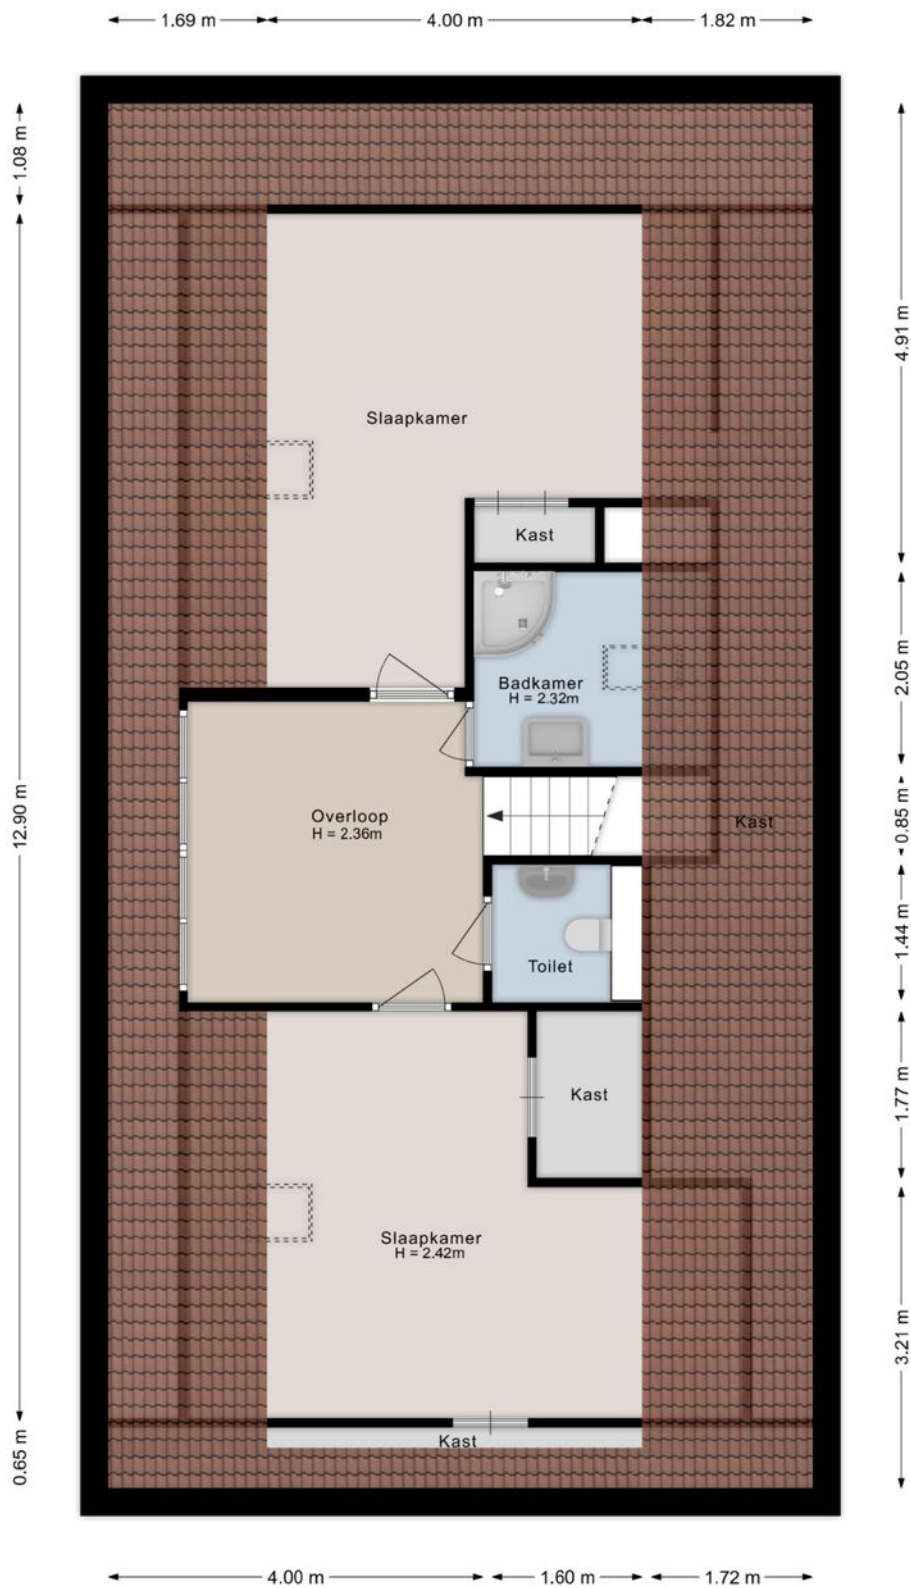 1.69 m
4.00 m
1.82 m
1.08 m
4.91 m
Slaapkamer
Kast
2.05 m
Badkamer
H = 2.32m
12.90 m
Overloop
H = 2.36m
0.85 m
Kast
1.44 m
Toilet
1.77 m
Kast
Slaapkamer
H = 2.42m
3.21 m
Kast
0.65 m
4.00 m
1.60 m
1.72 m